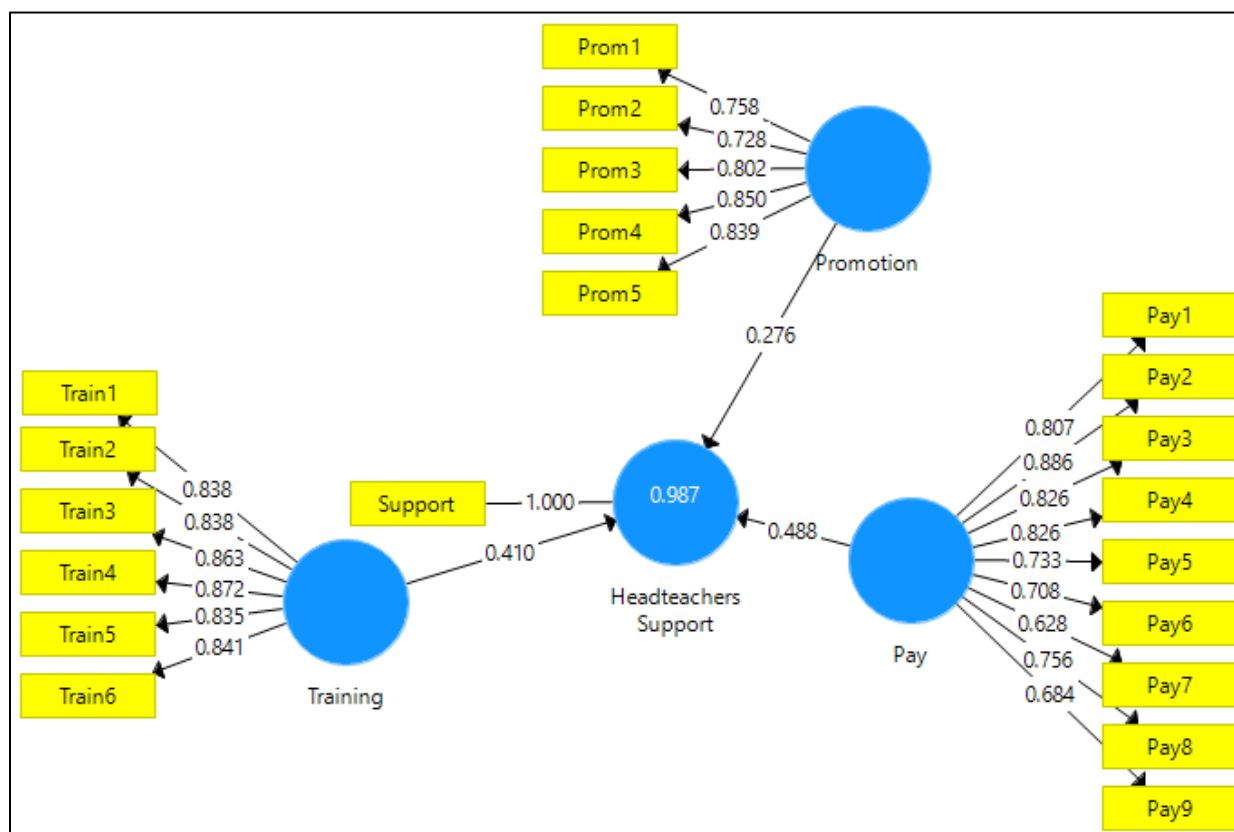 Prom1
Prom2
Prom3
Prom4
Prom5
0.758
0.728
0.802
0.850
0.839
Promotion
0.276
Train1
Train2
Train3
Train4
Train5
Train6
0.838
0.838
0.863
0.872
0.835
0.841
Training
0.410
Support
1.000
0.987
Headteachers
Support
0.488
Pay
0.807
0.886
0.826
0.826
0.733
0.708
0.628
0.756
0.684
Pay1
Pay2
Pay3
Pay4
Pay5
Pay6
Pay7
Pay8
Pay9